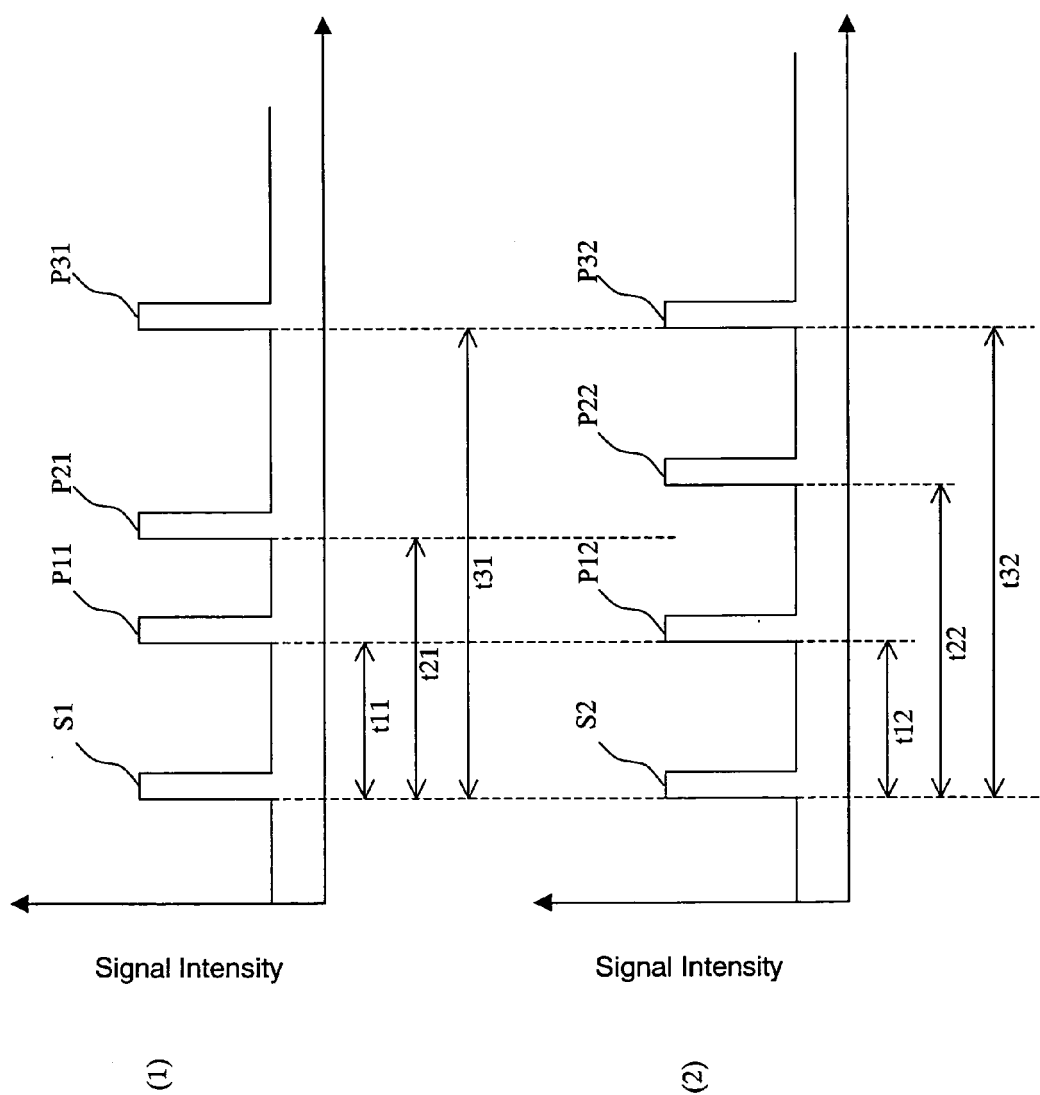 (1)
Signal Intensity
S1
P11
P21
P31
t11
t21
t31
(2)
Signal Intensity
S2
P12
P22
P32
t12
t22
t32